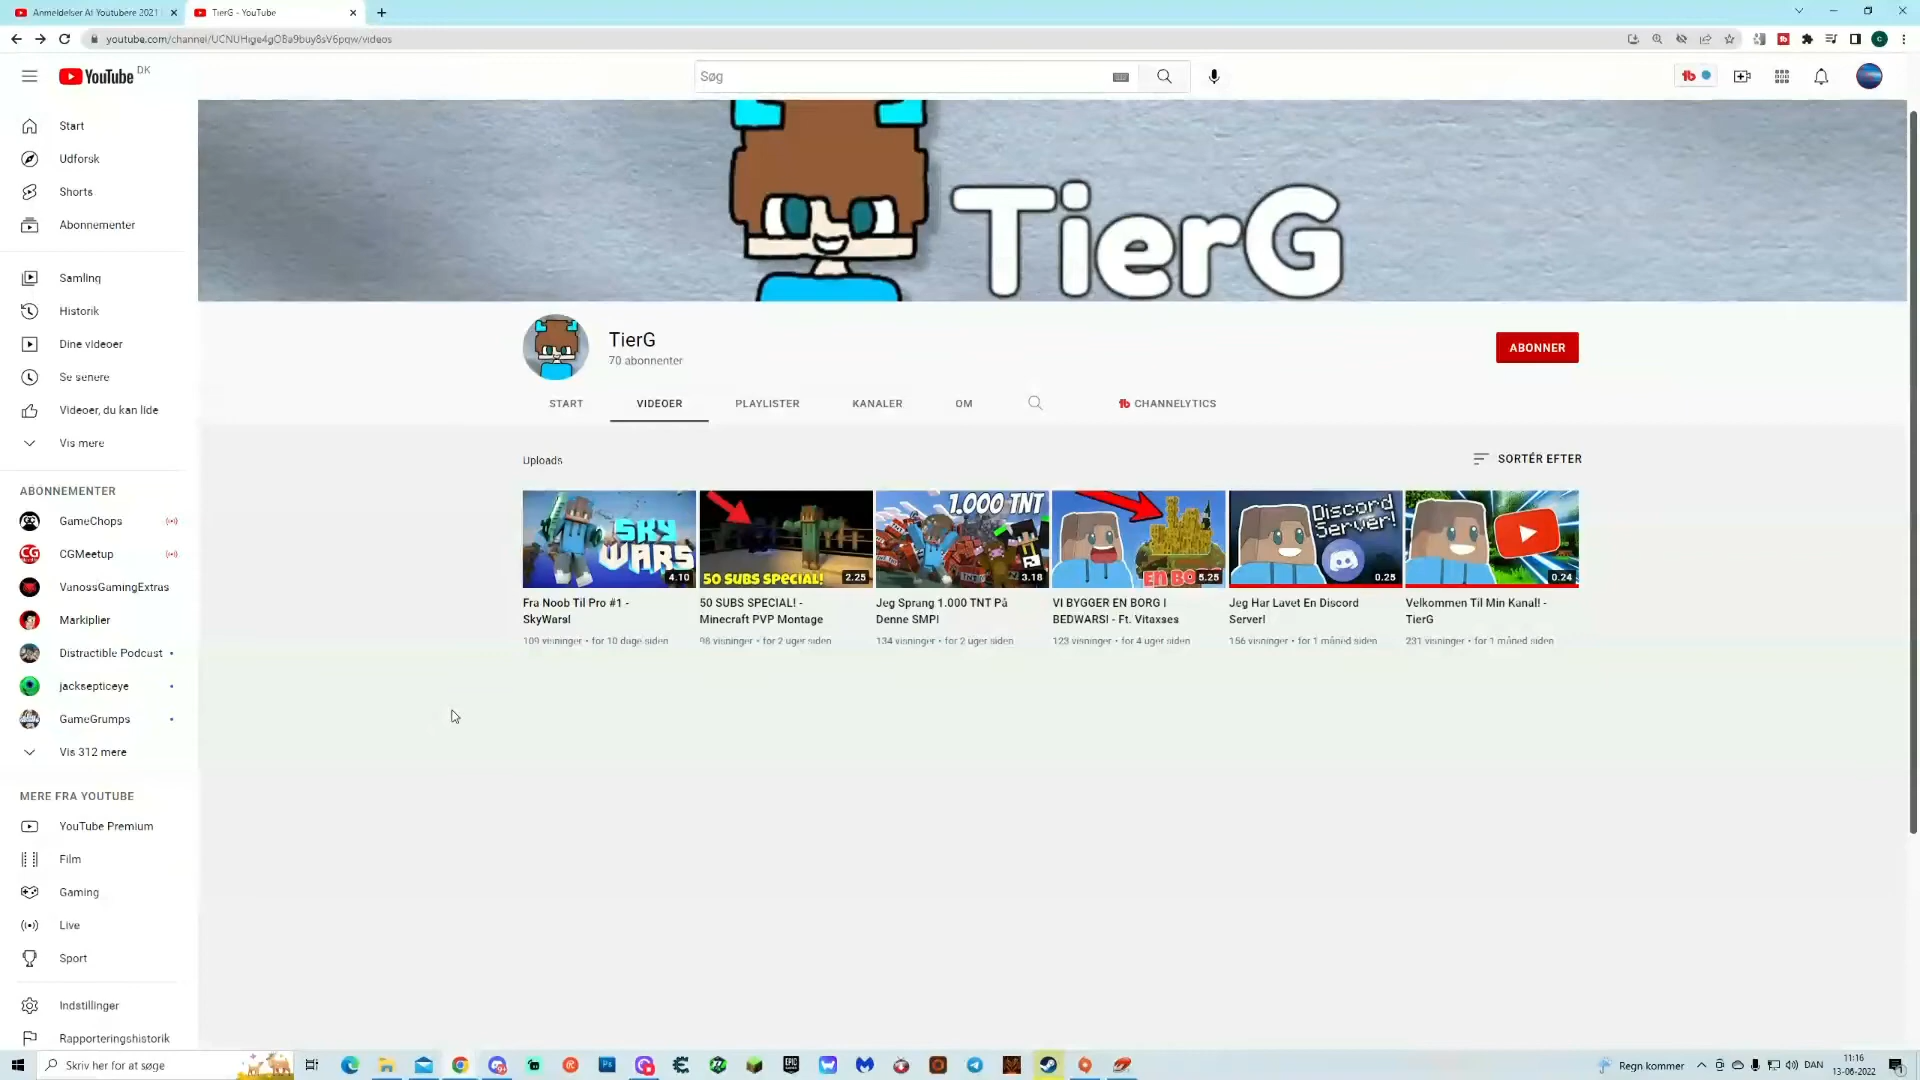 Anmeldelser Af Youtubere 2021
TierG - YouTube
youtube.com/channel/UCNUHige4gOBa9buy8sV6pqw/videos
YouTube DK
Søg
Start
Udforsk
Shorts
Abonnementer
Samling
Historik
Dine videoer
Se senere
Videoer, du kan lide
Vis mere
ABONNEMENTER
GameChops
CGMeetup
VanossGamingExtras
Markiplier
Distractible Podcast
jacksepticeye
GameGrumps
Vis 312 mere
MERE FRA YOUTUBE
YouTube Premium
Film
Gaming
Live
Sport
Indstillinger
Rapporteringshistorik
TierG
TierG
70 abonnenter
ABONNER
START
VIDEOER
PLAYLISTER
KANALER
OM
CHANNELYTICS
Uploads
SORTÉR EFTER
SKY
WARS
4.10
Fra Noob Til Pro #1 -
SkyWars!
109 visninger • for 10 dage siden
50 SUBS SPECIAL!
2.25
50 SUBS SPECIAL! -
Minecraft PVP Montage
98 visninger • for 2 uger siden
1.000 TNT
3.18
Jeg Sprang 1.000 TNT På
Denne SMP!
134 visninger • for 2 uger siden
EN BO
5.25
VI BYGGER EN BORG I
BEDWARS! - Ft. Vitaxses
123 visninger • for 4 uger siden
Discord
Server!
0.25
Jeg Har Lavet En Discord
Server!
156 visninger • for 1 måned siden
0.24
Velkommen Til Min Kanal! -
TierG
231 visninger • for 1 måned siden
Skriv her for at søge
Regn kommer
DAN
11:16
13-06-2022